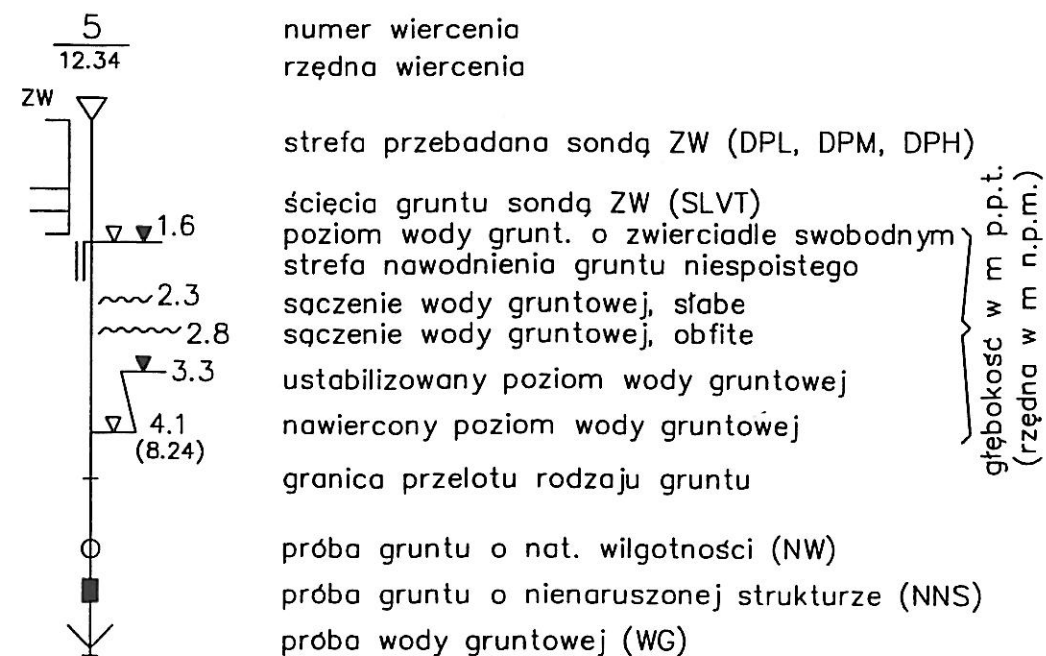 5 numer wiercenia
12.34 rzędna wiercenia
ZW
strefa przebadana sondą ZW (DPL, DPM, DPH)
ścięcia gruntu sondą ZW (SLVT)
1.6 poziom wody grunt. o zwierciadle swobodnym
strefa nawodnienia gruntu niespoistego
2.3 sączenie wody gruntowej, słabe
2.8 sączenie wody gruntowej, obfite
3.3 ustabilizowany poziom wody gruntowej
4.1 nawiercony poziom wody gruntowej
(8.24)
granica przelotu rodzaju gruntu
próba gruntu o nat. wilgotności (NW)
próba gruntu o nienaruszonej strukturze (NNS)
próba wody gruntowej (WG)
głębokość w m p.p.t.
(rzędna w m n.p.m.)